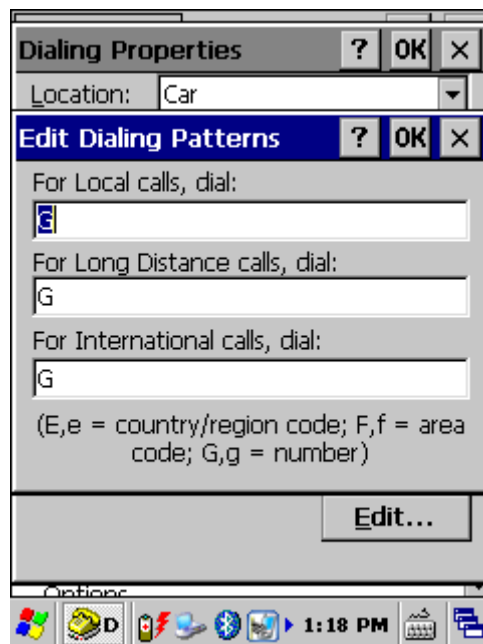 Dialing Properties ? OK ×
Location: Car
Edit Dialing Patterns ? OK ×
For Local calls, dial:
G
For Long Distance calls, dial:
G
For International calls, dial:
G
(E,e = country/region code; F,f = area
code; G,g = number)
Edit...
Options
D 1:18 PM